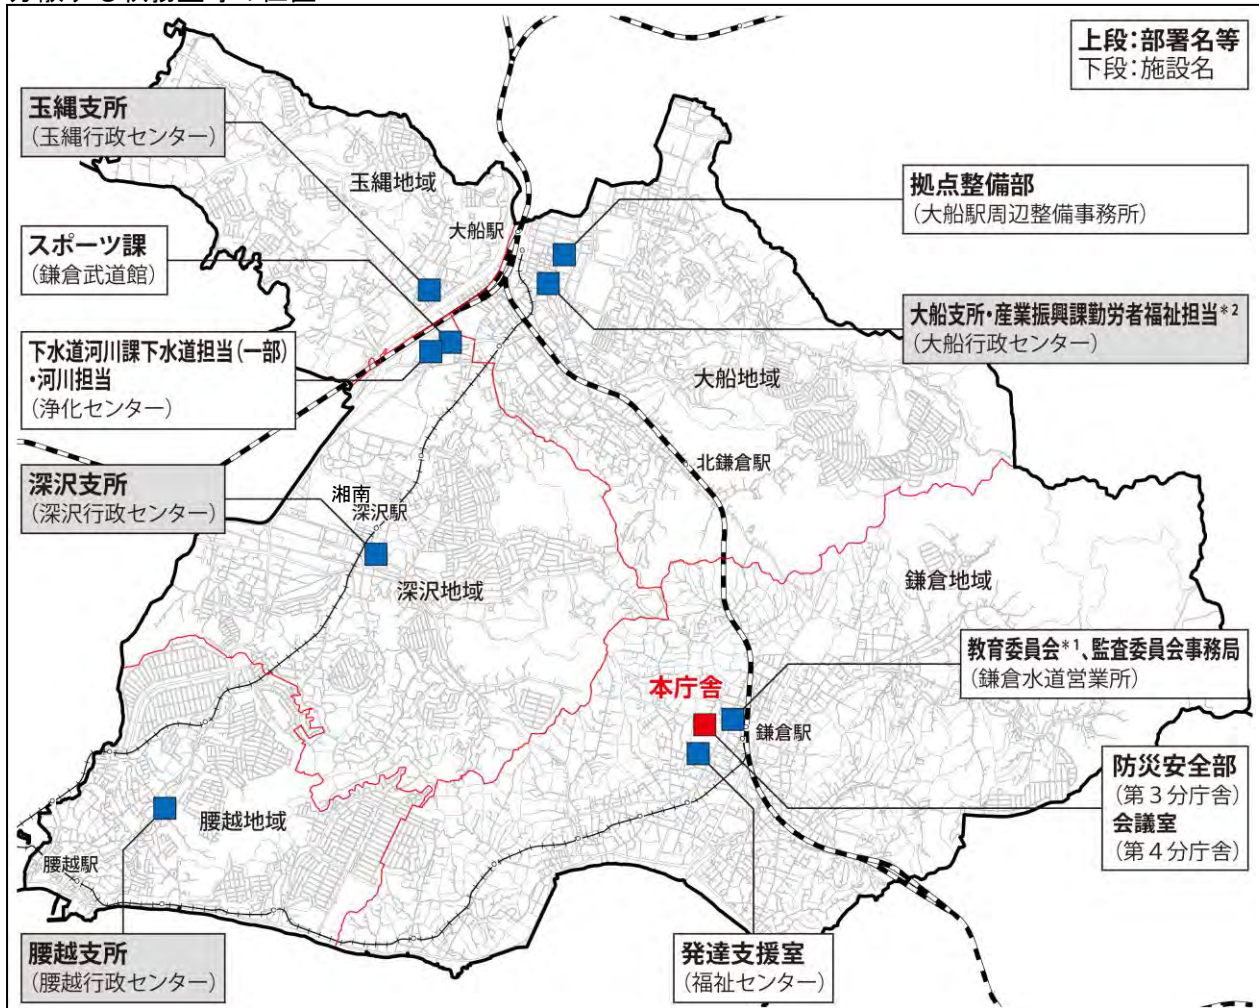 上段：部署名等
下段：施設名
玉縄支所
（玉縄行政センター）
玉縄地域
拠点整備部
（大船駅周辺整備事務所）
大船駅
スポーツ課
（鎌倉武道館）
大船支所・産業振興課勤労者福祉担当＊2
（大船行政センター）
下水道河川課下水道担当（一部）
・河川担当
（浄化センター）
大船地域
北鎌倉駅
深沢支所
（深沢行政センター）
湘南
深沢駅
深沢地域
鎌倉地域
教育委員会＊1、監査委員会事務局
（鎌倉水道営業所）
本庁舎
鎌倉駅
防災安全部
（第３分庁舎）
会議室
（第４分庁舎）
腰越地域
腰越駅
腰越支所
（腰越行政センター）
発達支援室
（福祉センター）